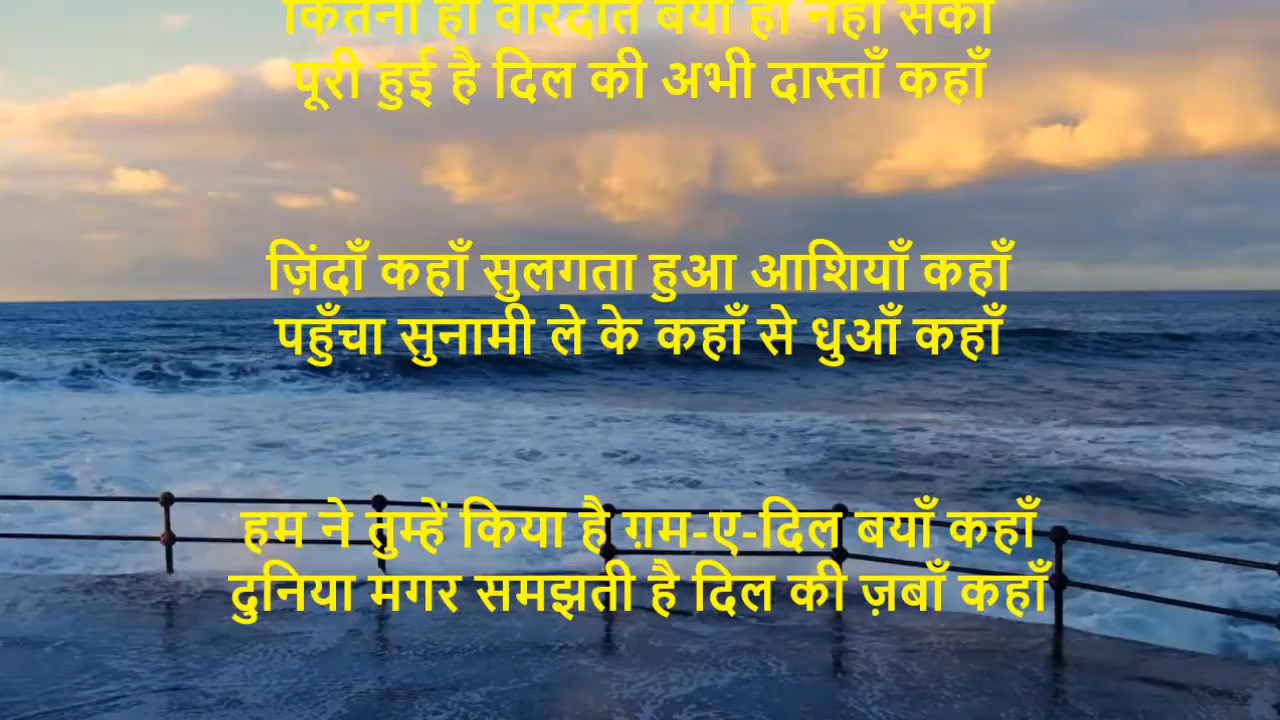 कितनी ही वारदातें बयाँ हो नहीं सकीं
पूरी हुई है दिल की अभी दास्ताँ कहाँ
ज़िंदाँ कहाँ सुलगता हुआ आशियाँ कहाँ
पहुँचा सुनामी ले के कहाँ से धुआँ कहाँ
हम ने तुम्हें किया है ग़म-ए-दिल बयाँ कहाँ
दुनिया मगर समझती है दिल की ज़बाँ कहाँ